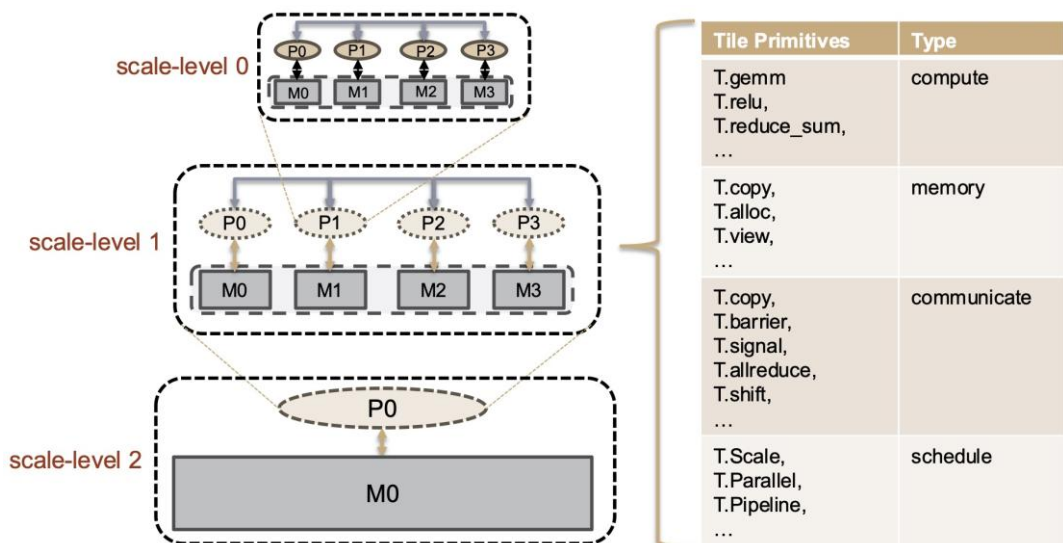 scale-level 0
P0 P1 P2 P3
M0 M1 M2 M3
scale-level 1
P0 P1 P2 P3
M0 M1 M2 M3
scale-level 2
P0
M0
Tile Primitives Type
T.gemm compute
T.relu,
T.reduce_sum,
...
T.copy, memory
T.alloc,
T.view,
...
T.copy, communicate
T.barrier,
T.signal,
T.allreduce,
T.shift,
...
T.Scale, schedule
T.Parallel,
T.Pipeline,
...